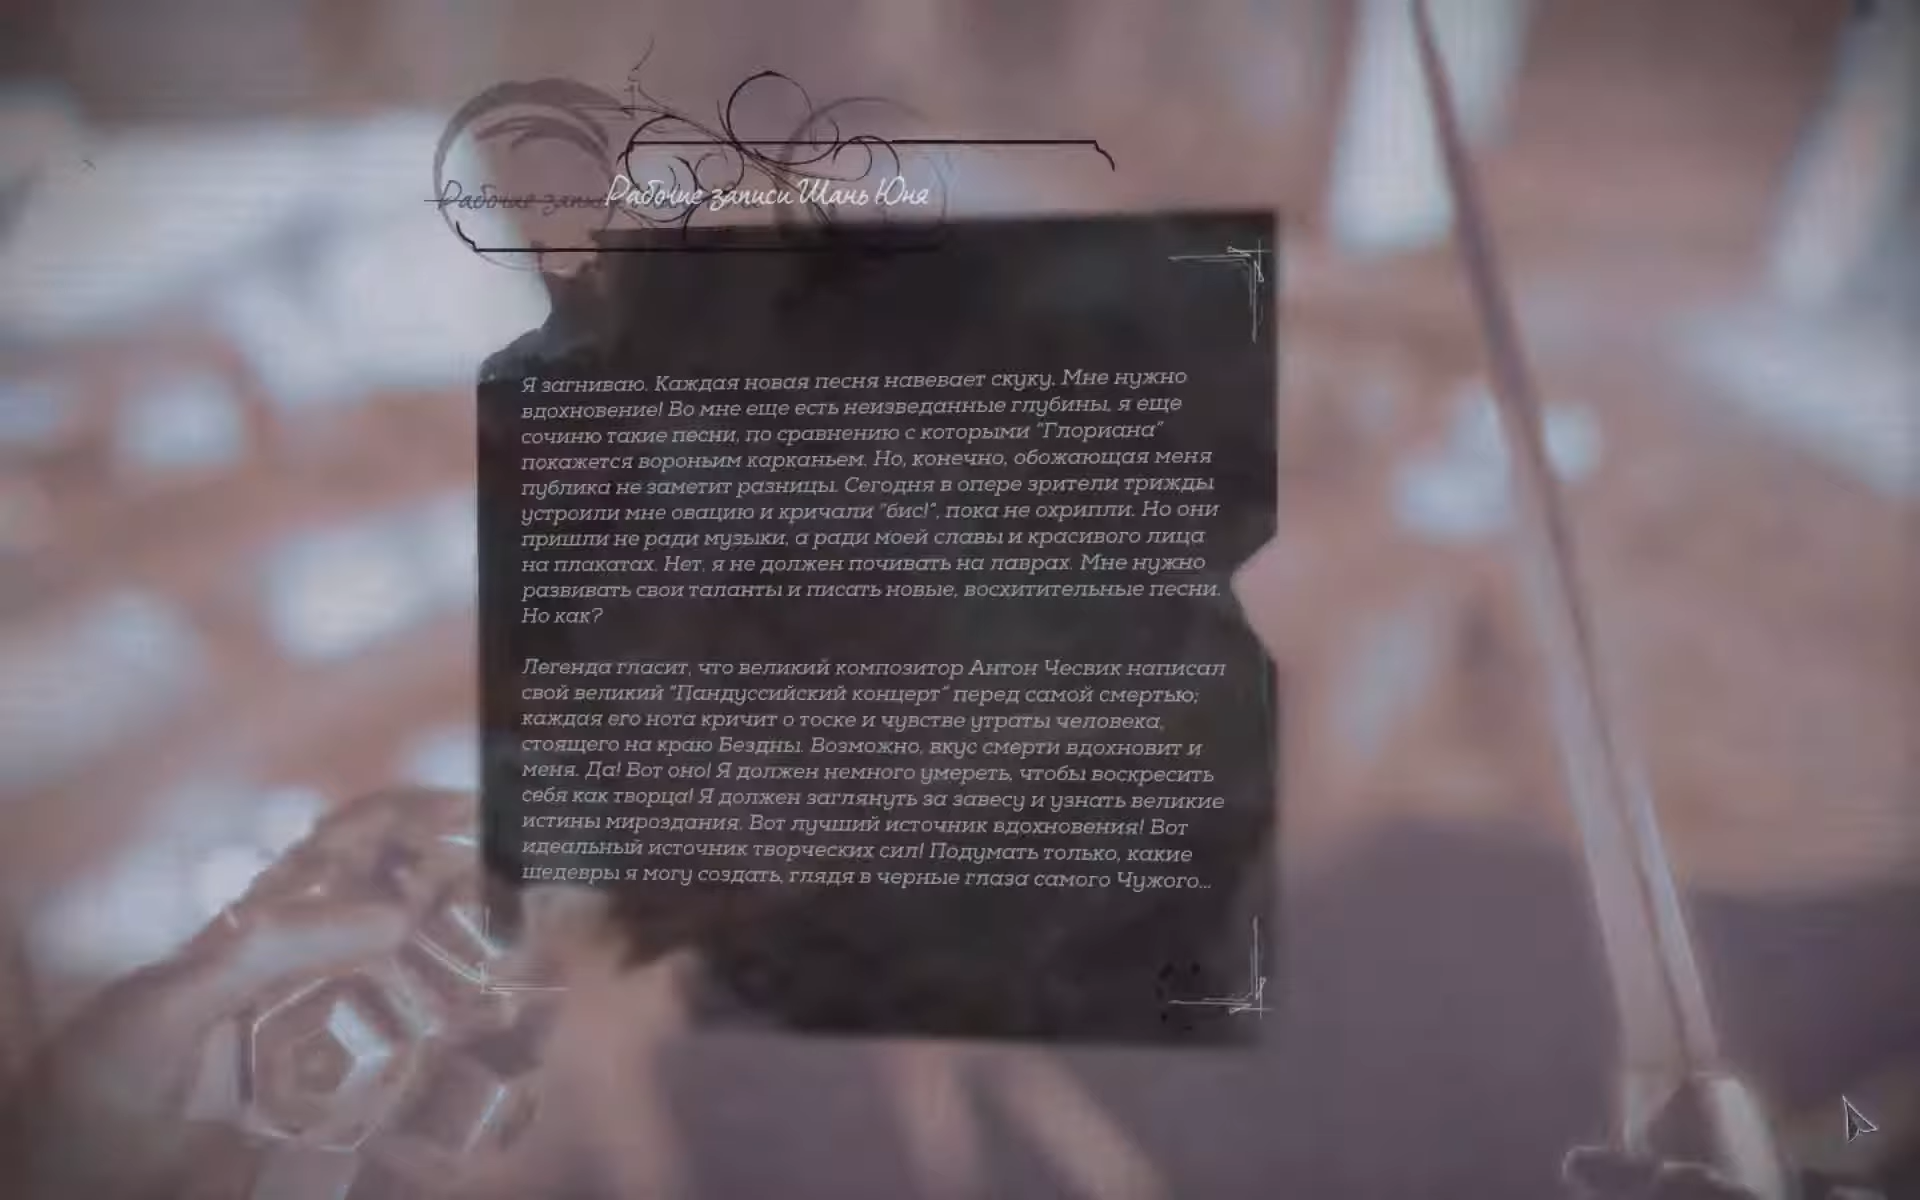 Рабочие записи Шань Юня
Я загниваю. Каждая новая песня навевает скуку. Мне нужно
вдохновение! Во мне еще есть неизведанные глубины, я еще
сочиню такие песни, по сравнению с которыми "Глориана"
покажется вороньим карканьем. Но, конечно, обожающая меня
публика не заметит разницы. Сегодня в опере зрители трижды
устроили мне овацию и кричали "бис!", пока не охрипли. Но они
пришли не ради музыки, а ради моей славы и красивого лица
на плакатах. Нет, я не должен почивать на лаврах. Мне нужно
развивать свои таланты и писать новые, восхитительные песни.
Но как?
Легенда гласит, что великий композитор Антон Чесвик написал
свой великий "Пандуссийский концерт" перед самой смертью;
каждая его нота кричит о тоске и чувстве утраты человека,
стоящего на краю Бездны. Возможно, вкус смерти вдохновит и
меня. Да! Вот оно! Я должен немного умереть, чтобы воскресить
себя как творца! Я должен заглянуть за завесу и узнать великие
истины мироздания. Вот лучший источник вдохновения! Вот
идеальный источник творческих сил! Подумать только, какие
шедевры я могу создать, глядя в черные глаза самого Чужого...